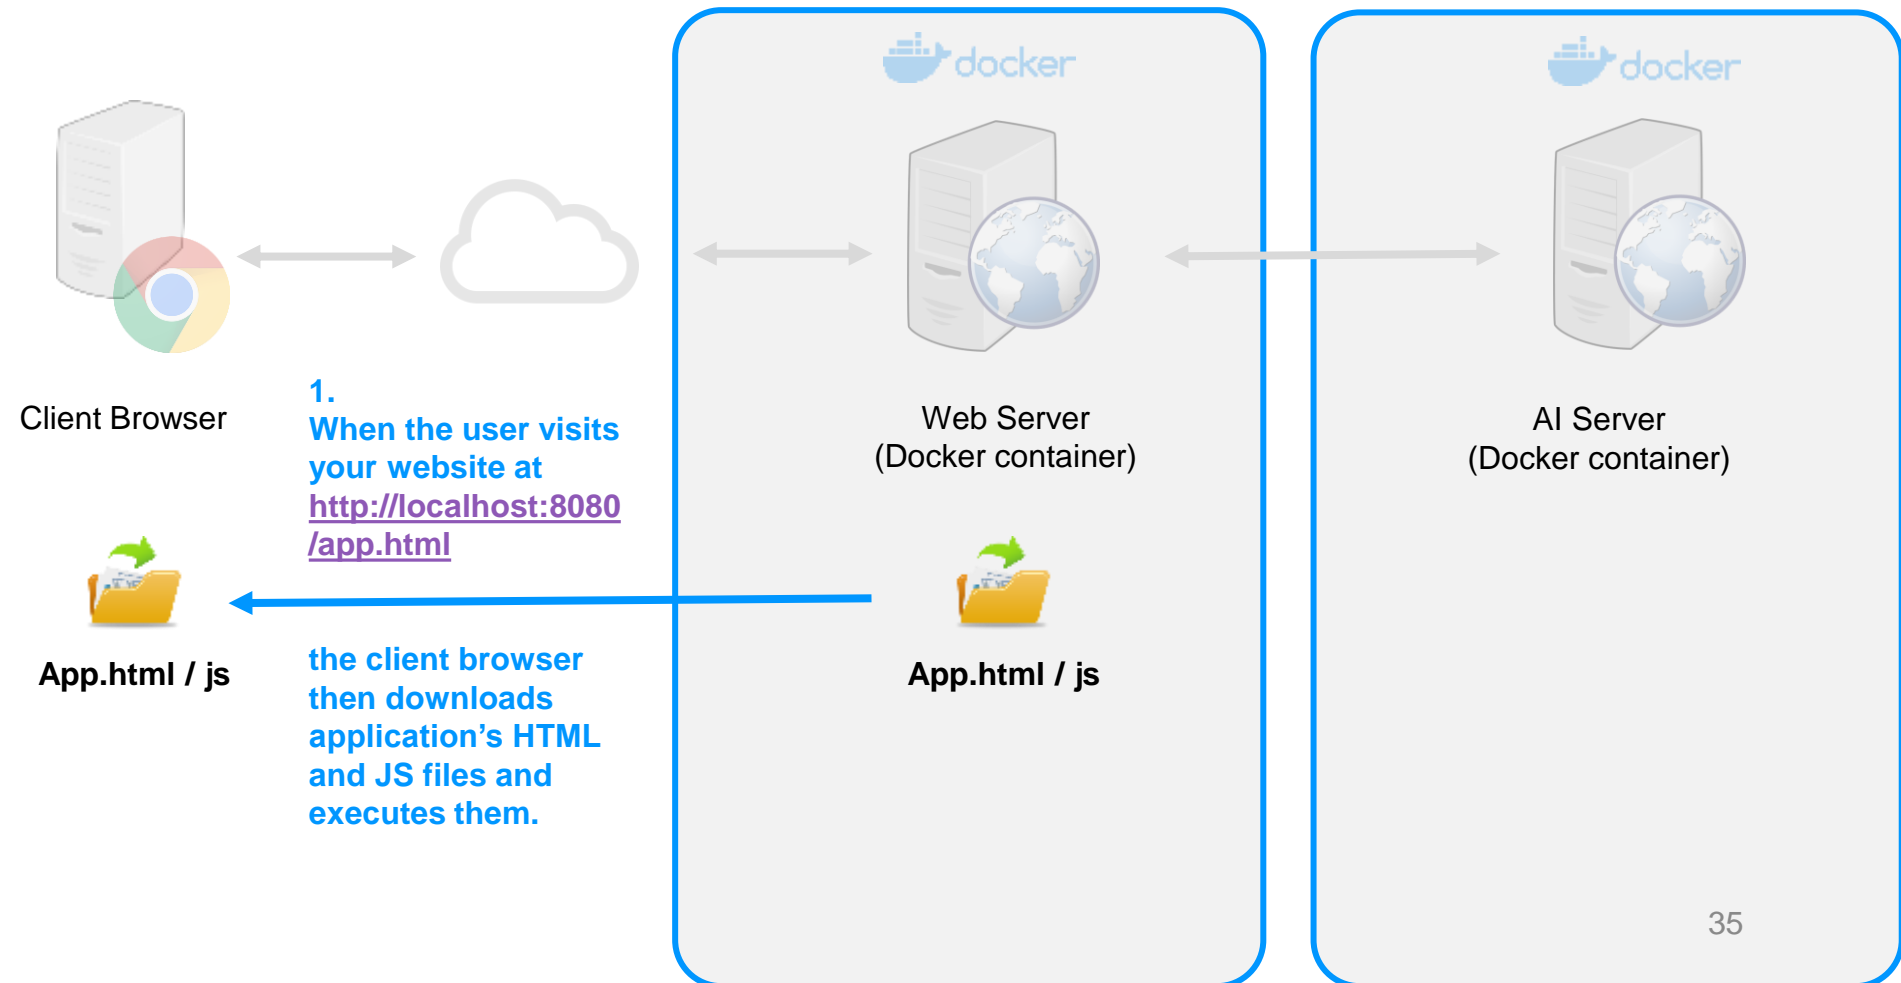 docker
docker
Client Browser
1.
When the user visits
your website at
http://localhost:8080
/app.html
Web Server
(Docker container)
AI Server
(Docker container)
App.html / js
the client browser
then downloads
application’s HTML
and JS files and
executes them.
App.html / js
35